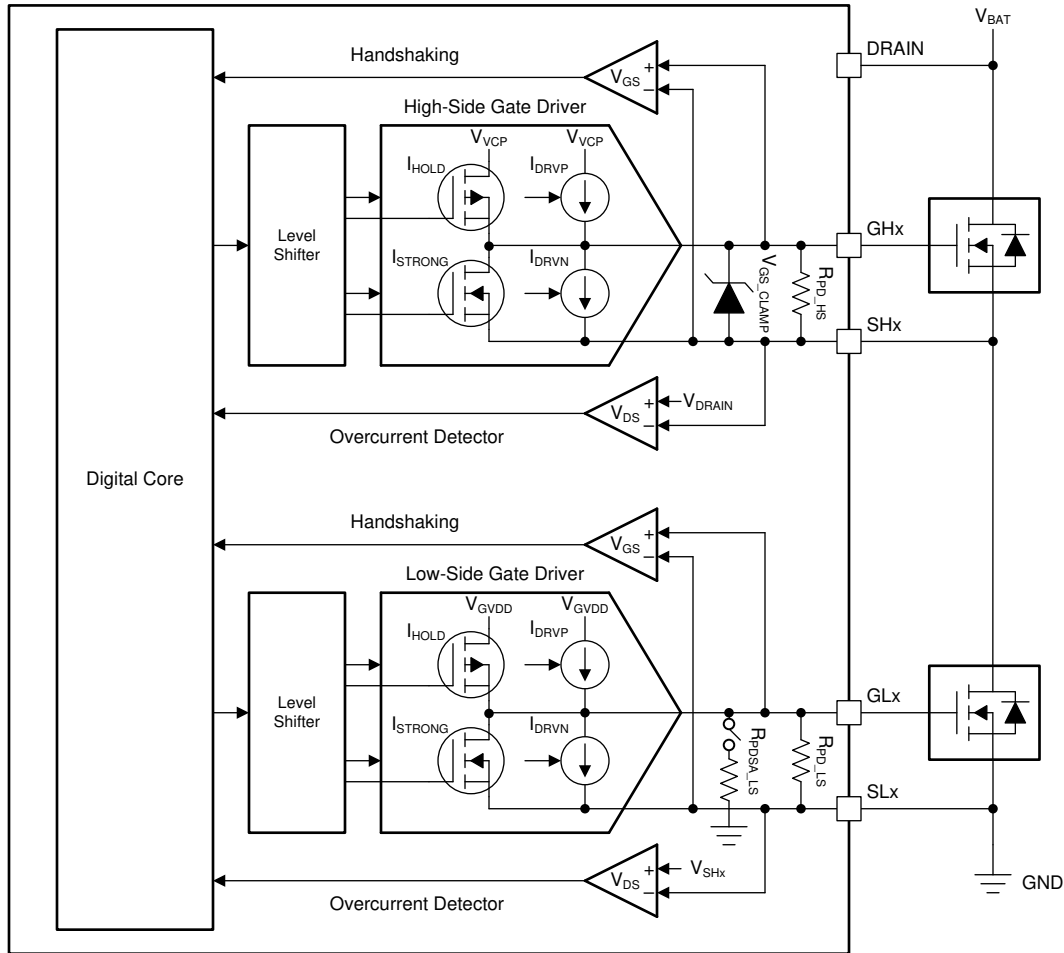 V_BAT
DRAIN
Handshaking
V_GS
+
−
High-Side Gate Driver
V_VCP
V_VCP
I_HOLD
I_DRVP
GHx
Level
Shifter
I_STRONG
I_DRVN
V_GS_CLAMP
R_PD_HS
SHx
V_DS
+
−
V_DRAIN
Overcurrent Detector
Digital Core
Handshaking
V_GS
+
−
Low-Side Gate Driver
V_GVDD
V_GVDD
I_HOLD
I_DRVP
GLx
Level
Shifter
I_STRONG
I_DRVN
R_PDSA_LS
R_PD_LS
SLx
V_DS
+
−
V_SHx
Overcurrent Detector
GND